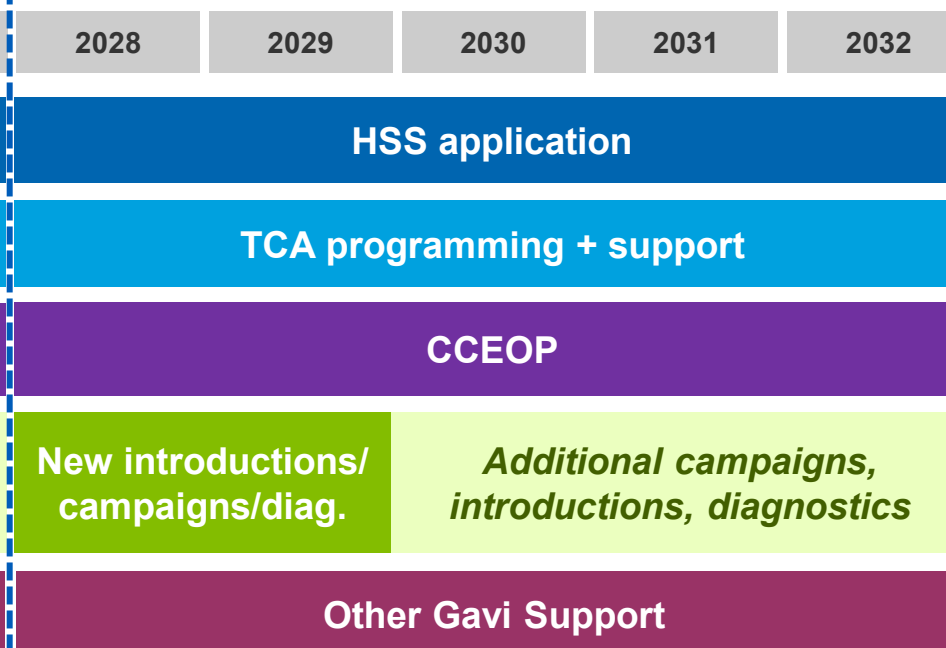 2028 2029 2030 2031 2032
HSS application
TCA programming + support
CCEOP
New introductions/
campaigns/diag.
Additional campaigns,
introductions, diagnostics
Other Gavi Support